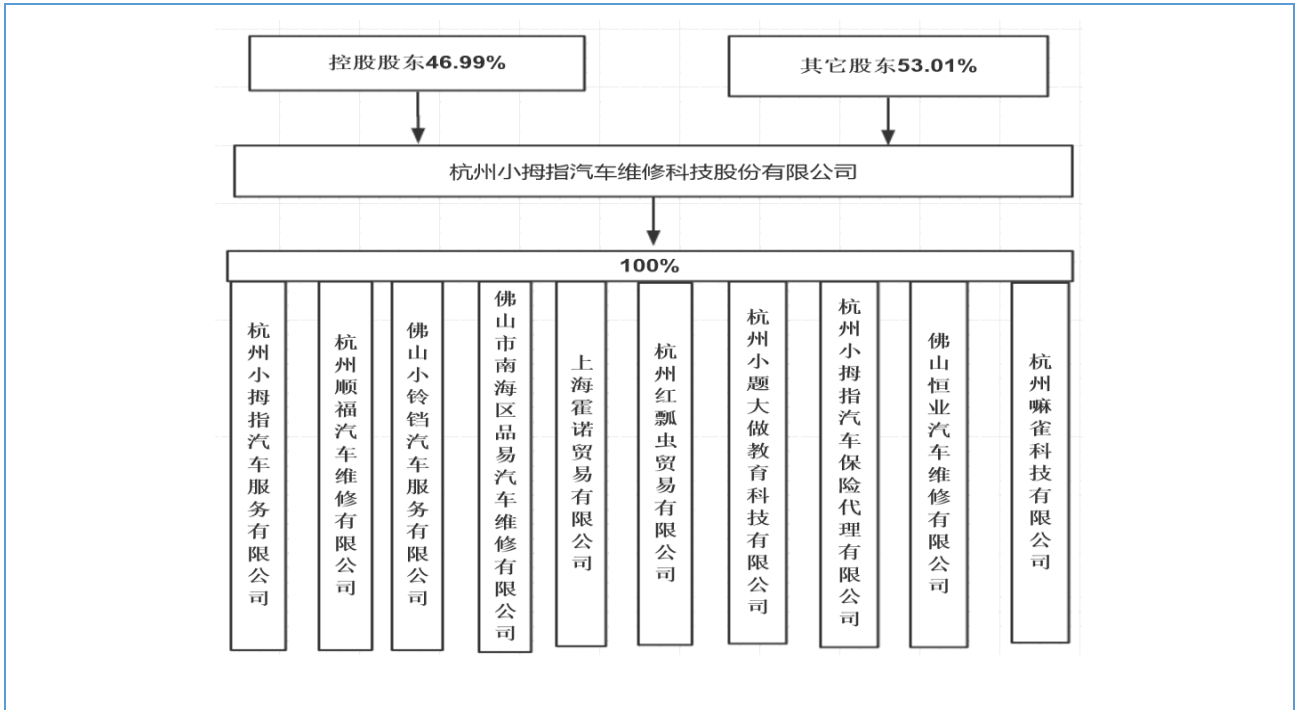 控股股东46.99%
其它股东53.01%
杭州小拇指汽车维修科技股份有限公司
100%
杭州小拇指汽车服务有限公司
杭州顺福汽车维修有限公司
佛山小铃铛汽车服务有限公司
佛山市南海区品易汽车维修有限公司
上海霍诺贸易有限公司
杭州红瓢虫贸易有限公司
杭州小题大做教育科技有限公司
杭州小拇指汽车保险代理有限公司
佛山恒业汽车维修有限公司
杭州嘛雀科技有限公司